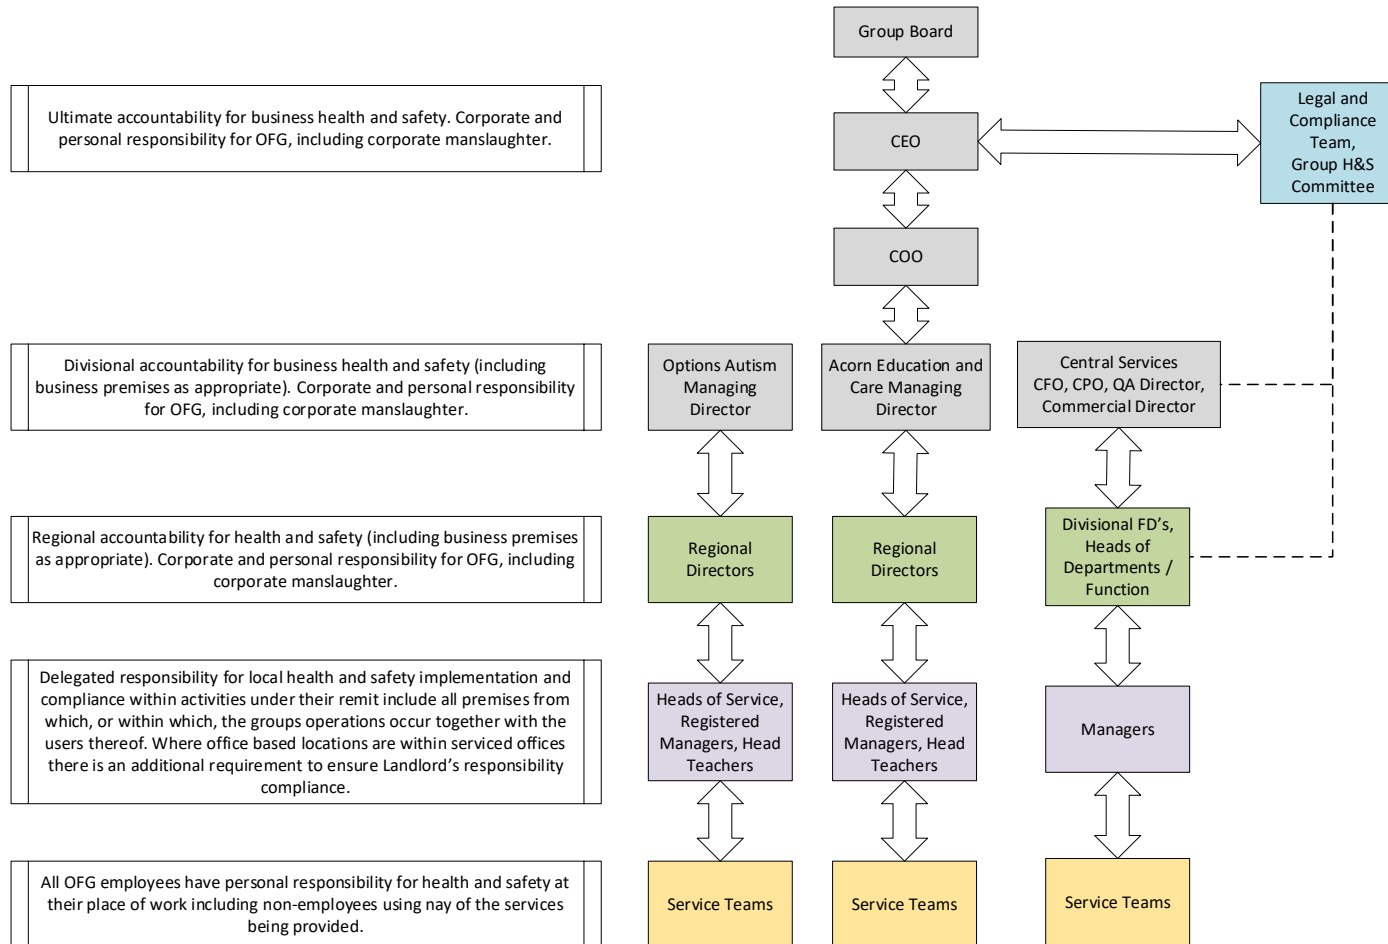 Group Board
Ultimate accountability for business health and safety. Corporate and
personal responsibility for OFG, including corporate manslaughter.
CEO
Legal and
Compliance
Team,
Group H&S
Committee
COO
Divisional accountability for business health and safety (including
business premises as appropriate). Corporate and personal responsibility
for OFG, including corporate manslaughter.
Options Autism
Managing
Director
Acorn Education and
Care Managing
Director
Central Services
CFO, CPO, QA Director,
Commercial Director
Regional accountability for health and safety (including business premises
as appropriate). Corporate and personal responsibility for OFG, including
corporate manslaughter.
Regional
Directors
Regional
Directors
Divisional FD’s,
Heads of
Departments /
Function
Delegated responsibility for local health and safety implementation and
compliance within activities under their remit include all premises from
which, or within which, the groups operations occur together with the
users thereof. Where office based locations are within serviced offices
there is an additional requirement to ensure Landlord’s responsibility
compliance.
Heads of Service,
Registered
Managers, Head
Teachers
Heads of Service,
Registered
Managers, Head
Teachers
Managers
All OFG employees have personal responsibility for health and safety at
their place of work including non-employees using nay of the services
being provided.
Service Teams
Service Teams
Service Teams